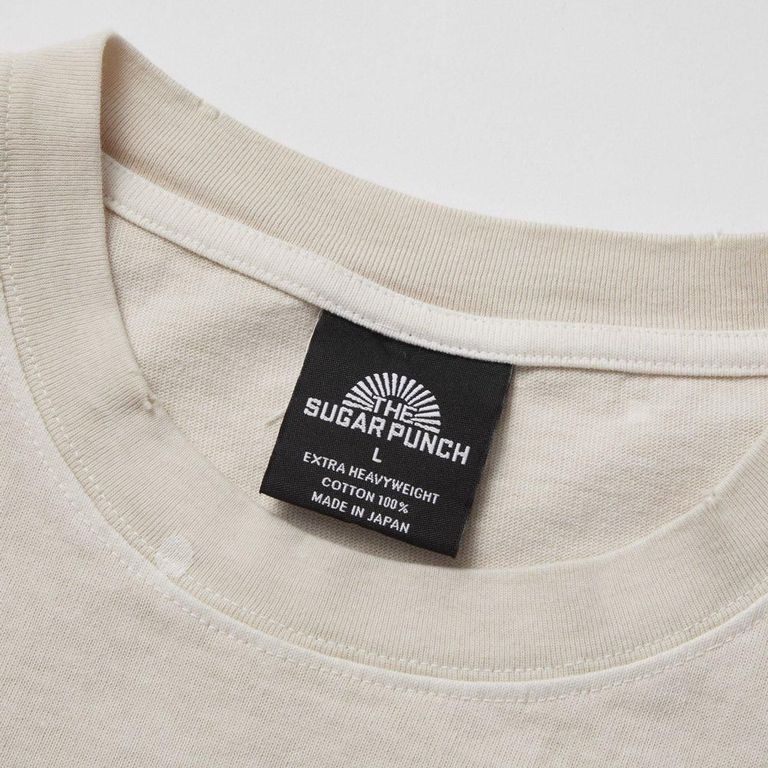 THE
SUGAR PUNCH
L
EXTRA HEAVYWEIGHT
COTTON 100%
MADE IN JAPAN